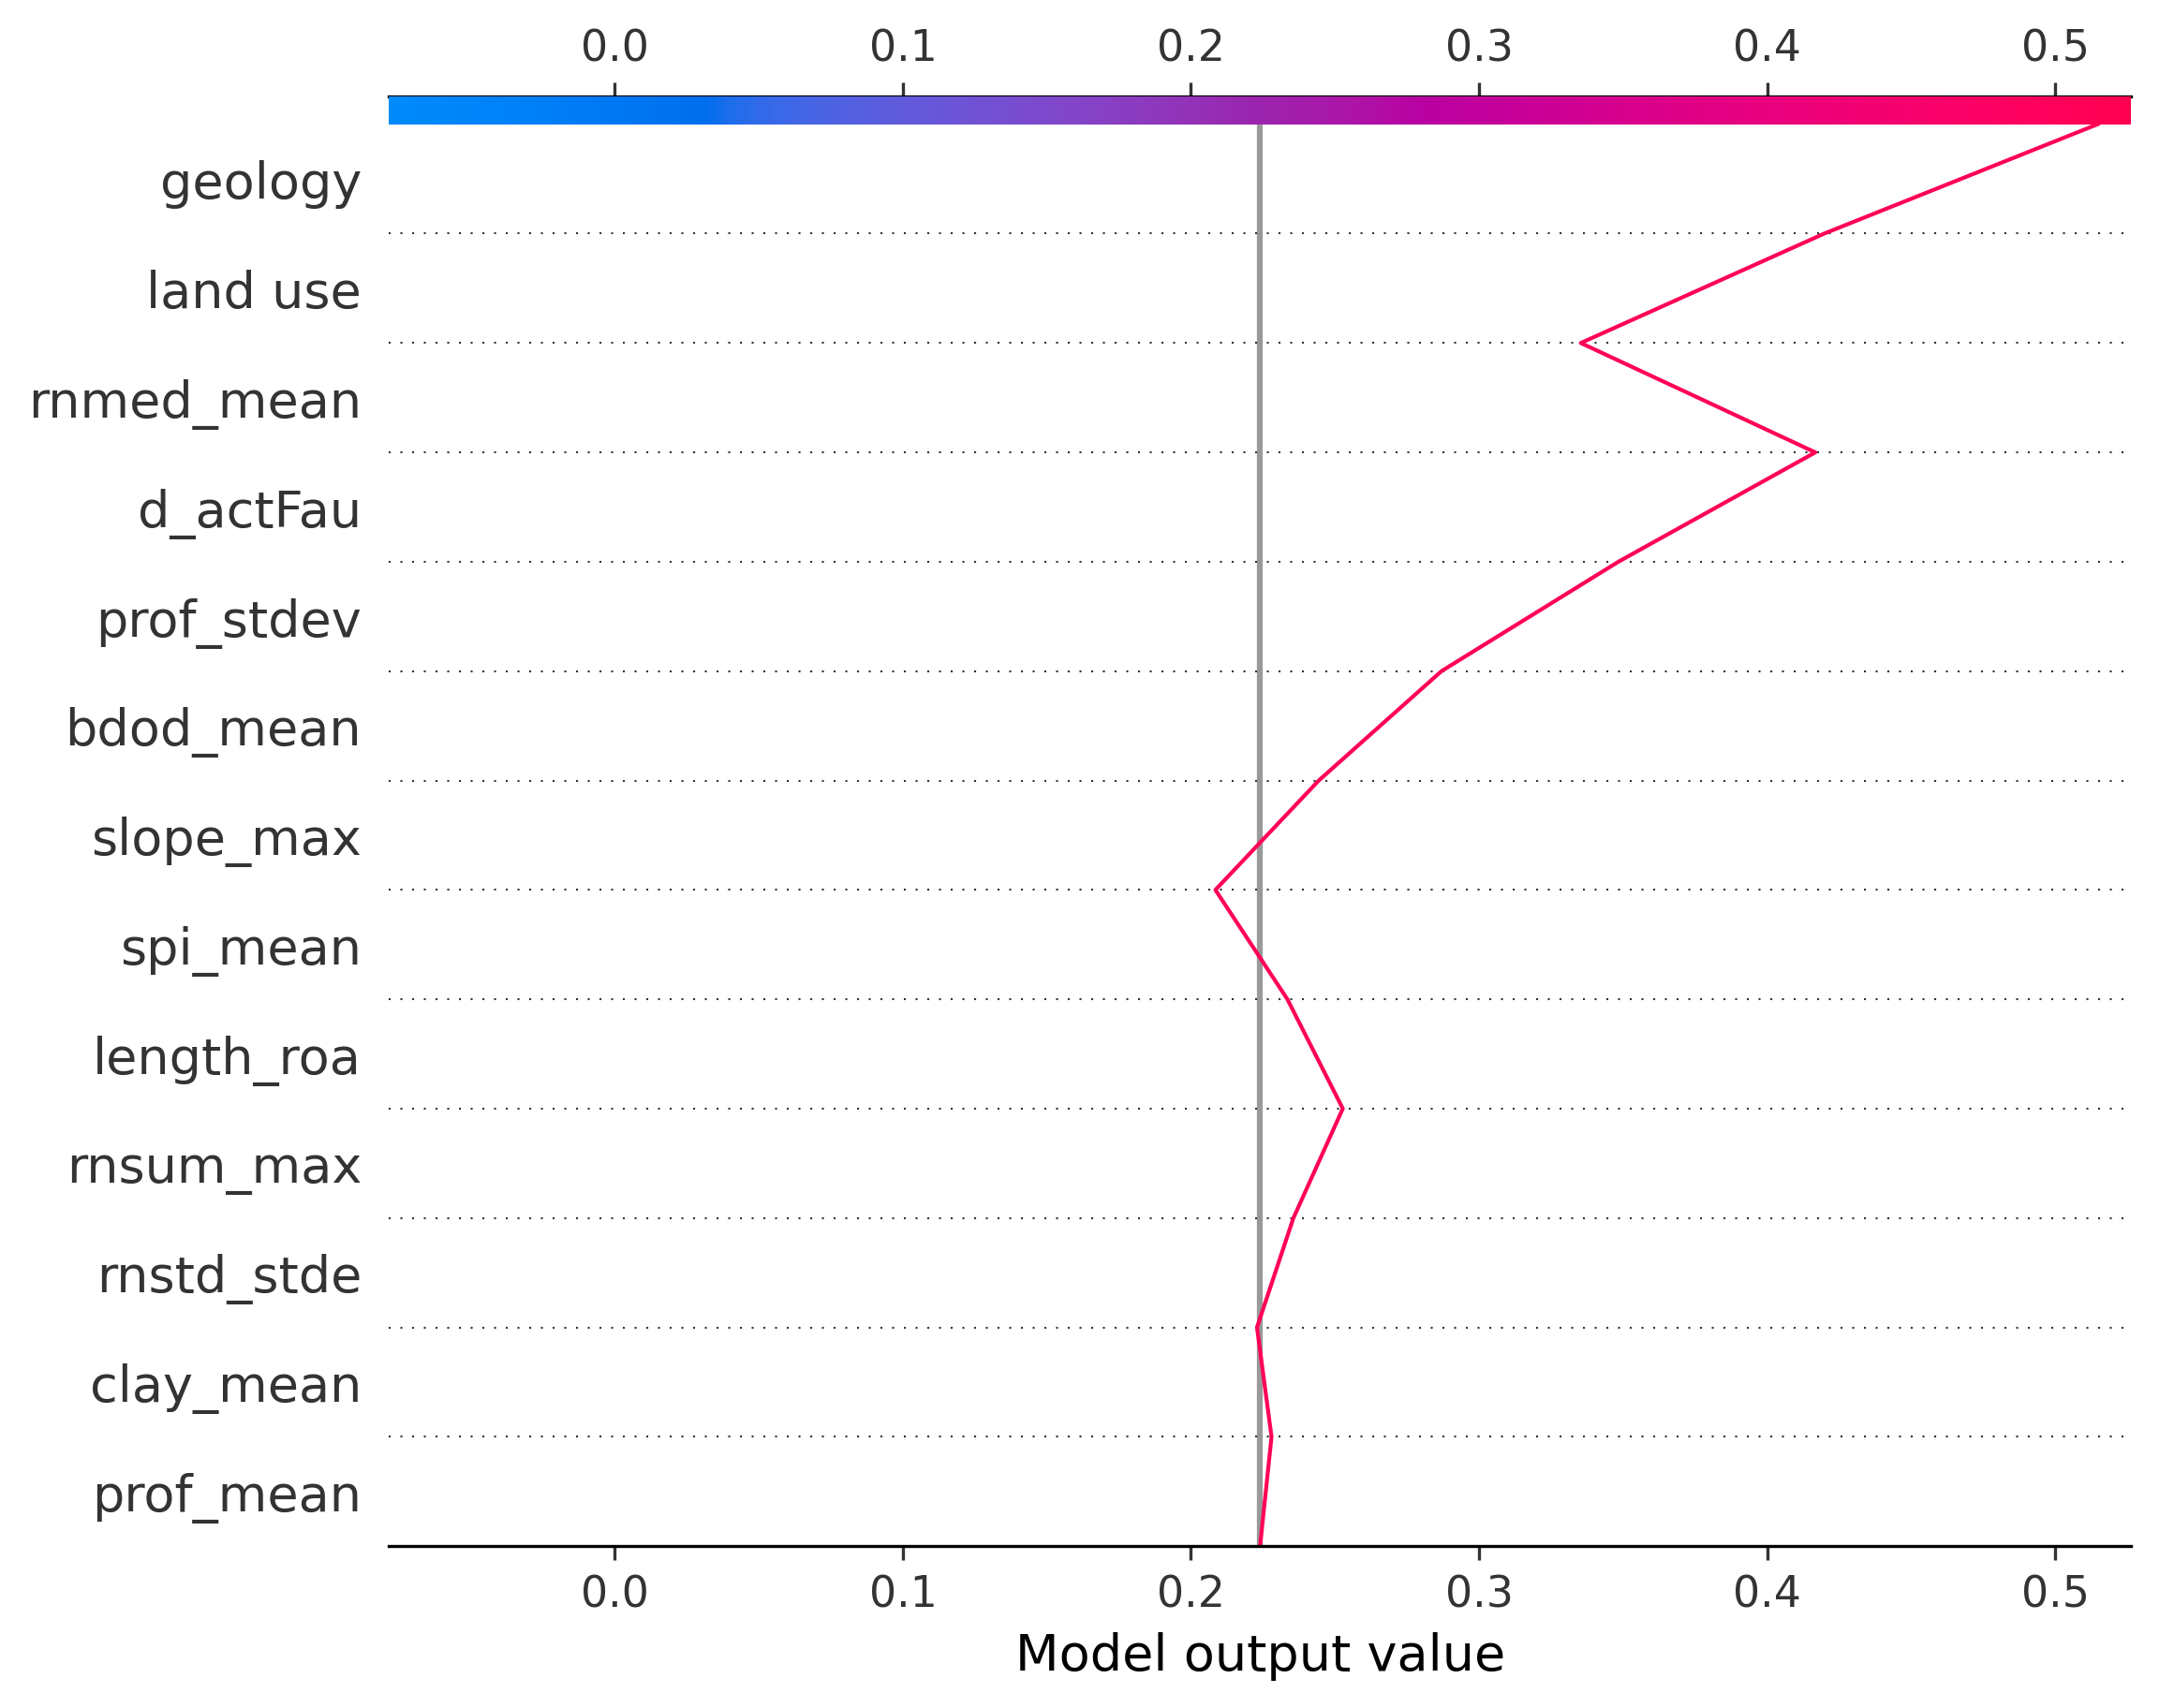 0.0 0.1 0.2 0.3 0.4 0.5
geology
land use
rnmed_mean
d_actFau
prof_stdev
bdod_mean
slope_max
spi_mean
length_roa
rnsum_max
rnstd_stde
clay_mean
prof_mean
0.0 0.1 0.2 0.3 0.4 0.5
Model output value